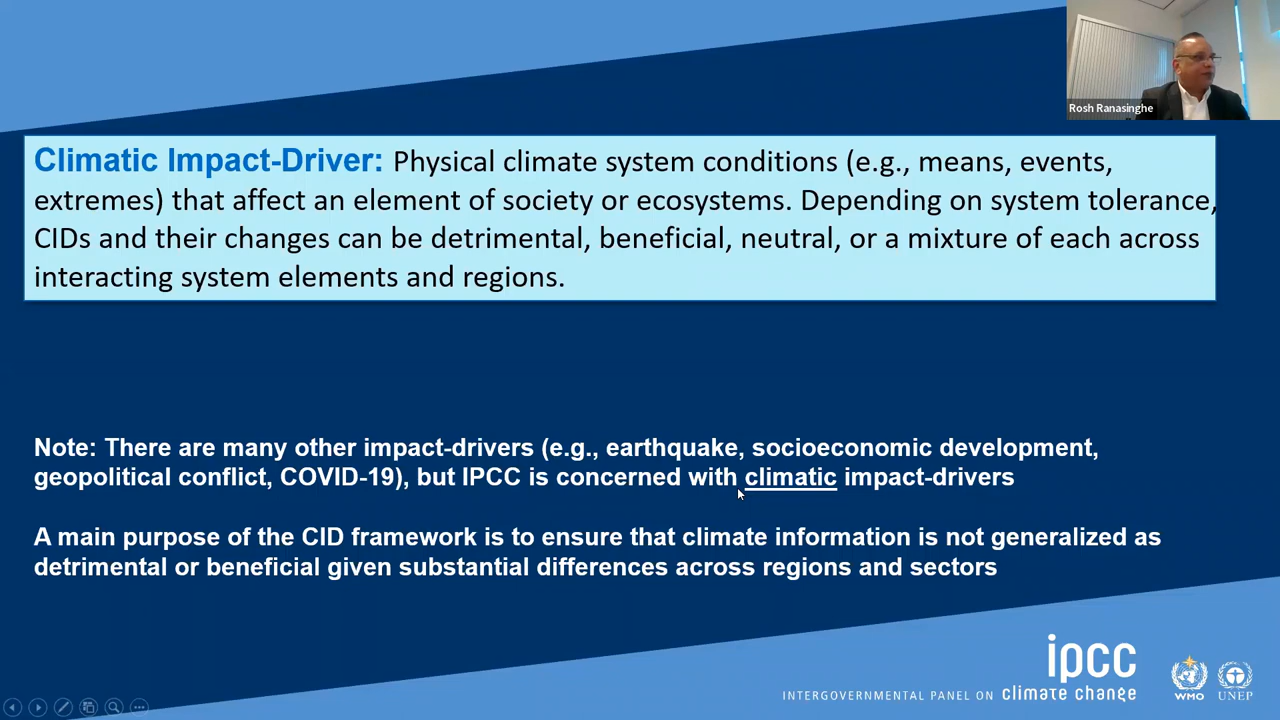 Rosh Ranasinghe
Climatic Impact-Driver: Physical climate system conditions (e.g., means, events,
extremes) that affect an element of society or ecosystems. Depending on system tolerance,
CIDs and their changes can be detrimental, beneficial, neutral, or a mixture of each across
interacting system elements and regions.
Note: There are many other impact-drivers (e.g., earthquake, socioeconomic development,
geopolitical conflict, COVID-19), but IPCC is concerned with climatic impact-drivers
A main purpose of the CID framework is to ensure that climate information is not generalized as
detrimental or beneficial given substantial differences across regions and sectors
ipcc
INTERGOVERNMENTAL PANEL ON climate change
WMO
UNEP